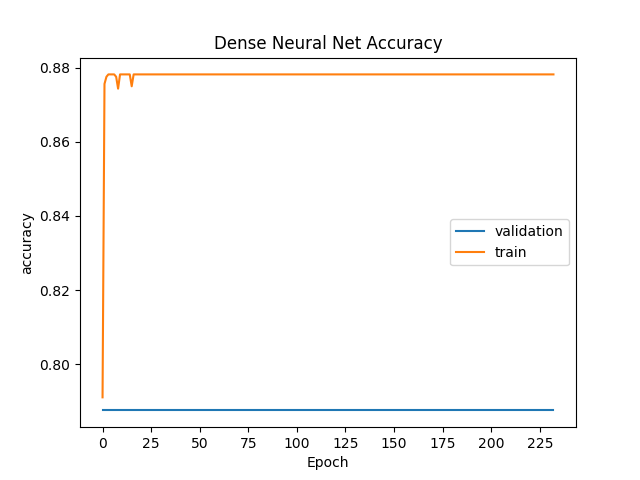 Dense Neural Net Accuracy
0.88
0.86
0.84
0.82
0.80
accuracy
validation
train
0 25 50 75 100 125 150 175 200 225
Epoch